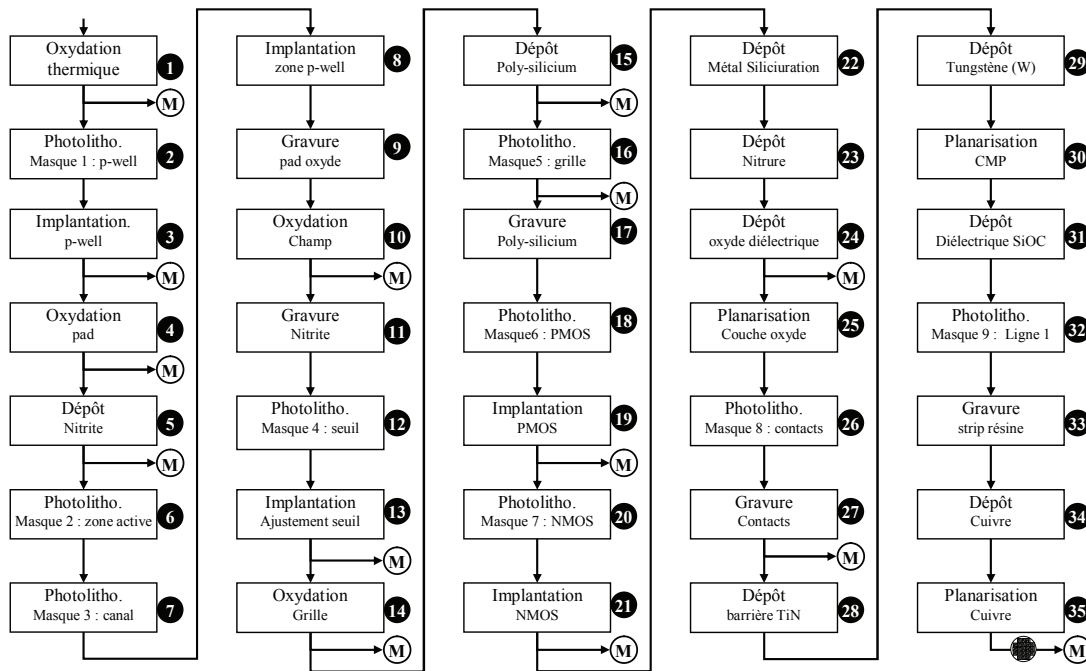 Oxydation
thermique
1
M
Photolitho.
Masque 1 : p-well
2
Implantation.
p-well
3
M
Oxydation
pad
4
M
Dépôt
Nitrite
5
M
Photolitho.
Masque 2 : zone active
6
Photolitho.
Masque 3 : canal
7
Implantation
zone p-well
8
Gravure
pad oxyde
9
Oxydation
Champ
10
M
Gravure
Nitrite
11
Photolitho.
Masque 4 : seuil
12
Implantation
Ajustement seuil
13
M
Oxydation
Grille
14
M
Dépôt
Poly-silicium
15
M
Photolitho.
Masque5 : grille
16
M
Gravure
Poly-silicium
17
Photolitho.
Masque6 : PMOS
18
Implantation
PMOS
19
M
Photolitho.
Masque 7 : NMOS
20
Implantation
NMOS
21
M
Dépôt
Métal Siliciuration
22
Dépôt
Nitrure
23
Dépôt
oxyde diélectrique
24
M
Planarisation
Couche oxyde
25
Photolitho.
Masque 8 : contacts
26
Gravure
Contacts
27
M
Dépôt
barrière TiN
28
Dépôt
Tungstène (W)
29
Planarisation
CMP
30
Dépôt
Diélectrique SiOC
31
Photolitho.
Masque 9 : Ligne 1
32
Gravure
strip résine
33
Dépôt
Cuivre
34
Planarisation
Cuivre
35
M